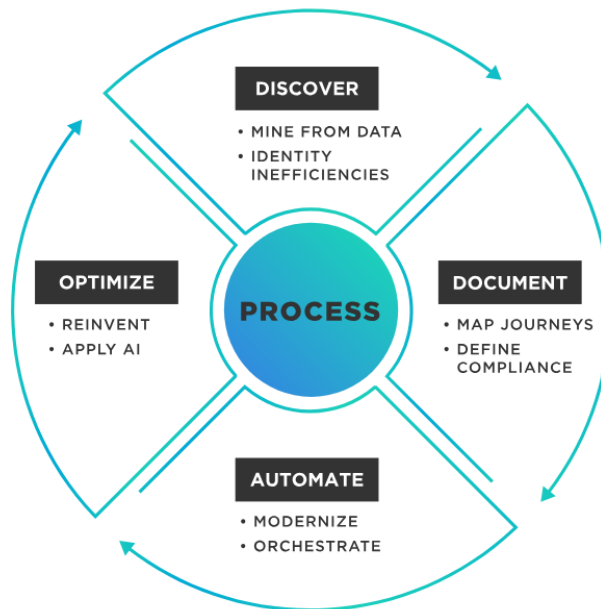 DISCOVER
• MINE FROM DATA
• IDENTITY
INEFFICIENCIES
OPTIMIZE
• REINVENT
• APPLY AI
PROCESS
DOCUMENT
• MAP JOURNEYS
• DEFINE
COMPLIANCE
AUTOMATE
• MODERNIZE
• ORCHESTRATE